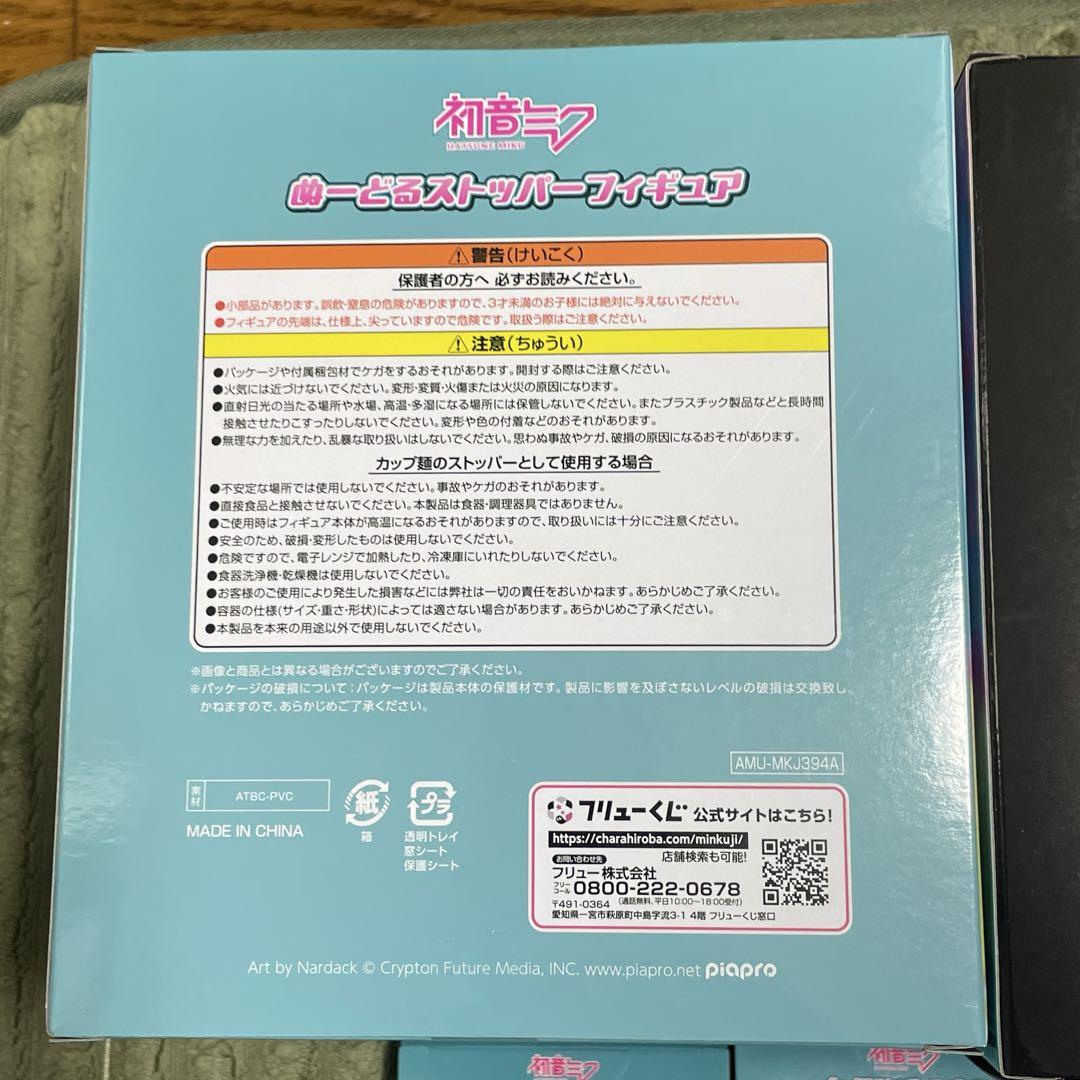 初音ミク
HATSUNE MIKU
ぬーどるストッパーフィギュア
⚠警告(けいこく)
保護者の方へ 必ずお読みください。
●小部品があります。誤飲・窒息の危険がありますので、3才未満のお子様には絶対に与えないでください。
●フィギュアの先端は、仕様上、尖っていますので危険です。取扱う際はご注意ください。
⚠注意(ちゅうい)
●パッケージや付属梱包材でケガをするおそれがあります。開封する際はご注意ください。
●火気には近づけないでください。変形・変質・火傷または火災の原因になります。
●直射日光の当たる場所や水場、高温・多湿になる場所には保管しないでください。またプラスチック製品などと長時間
接触させたりこすったりしないでください。変形や色の付着などのおそれがあります。
●無理な力を加えたり、乱暴な取り扱いはしないでください。思わぬ事故やケガ、破損の原因になるおそれがあります。
カップ麺のストッパーとして使用する場合
●不安定な場所では使用しないでください。事故やケガのおそれがあります。
●直接食品と接触させないでください。本製品は食器・調理器具ではありません。
●ご使用時はフィギュア本体が高温になるおそれがありますので、取り扱いには十分にご注意ください。
●安全のため、破損・変形したものは使用しないでください。
●危険ですので、電子レンジで加熱したり、冷凍庫にいれたりしないでください。
●食器洗浄機・乾燥機は使用しないでください。
●お客様のご使用により発生した損害などには弊社は一切の責任をおいかねます。あらかじめご了承ください。
●容器の仕様(サイズ・重さ・形状)によっては適さない場合があります。あらかじめご了承ください。
●本製品を本来の用途以外で使用しないでください。
※画像と商品とは異なる場合がございますのでご了承ください。
※パッケージの破損について:パッケージは製品本体の保護材です。製品に影響を及ぼさないレベルの破損は交換致し
かねますので、あらかじめご了承ください。
AMU-MKJ394A
素材 ATBC-PVC
MADE IN CHINA
紙
箱
プラ
透明トレイ
窓シート
保護シート
フリューくじ 公式サイトはこちら!
https://charahiroba.com/minkuji/
店舗検索も可能!
お問い合わせ先
フリュー株式会社
フリーコール 0800-222-0678
〒491-0364 (通話無料、平日10:00~18:00受付)
愛知県一宮市萩原町中島字流3-1 4階 フリューくじ窓口
Art by Nardack © Crypton Future Media, INC. www.piapro.net piapro
初音ミク
初音ミク